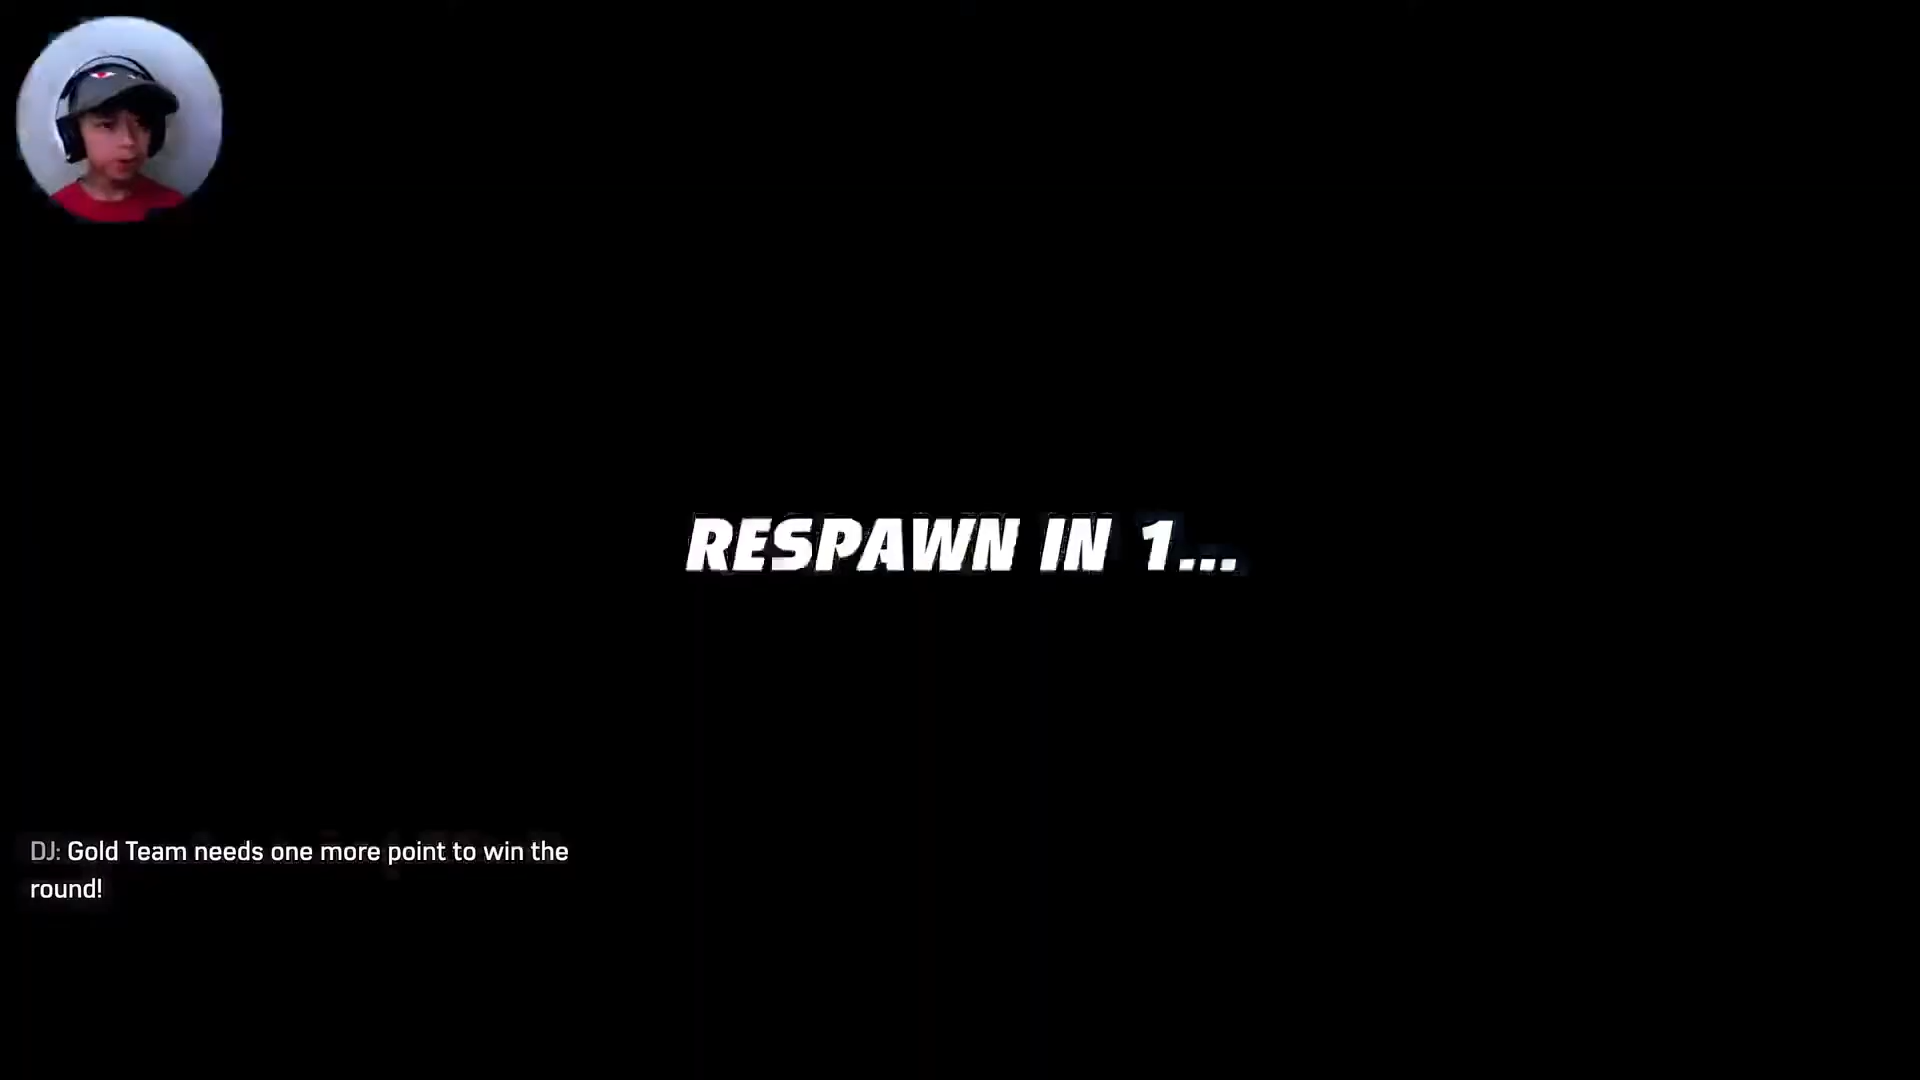 RESPAWN IN 1...
DJ: Gold Team needs one more point to win the
round!